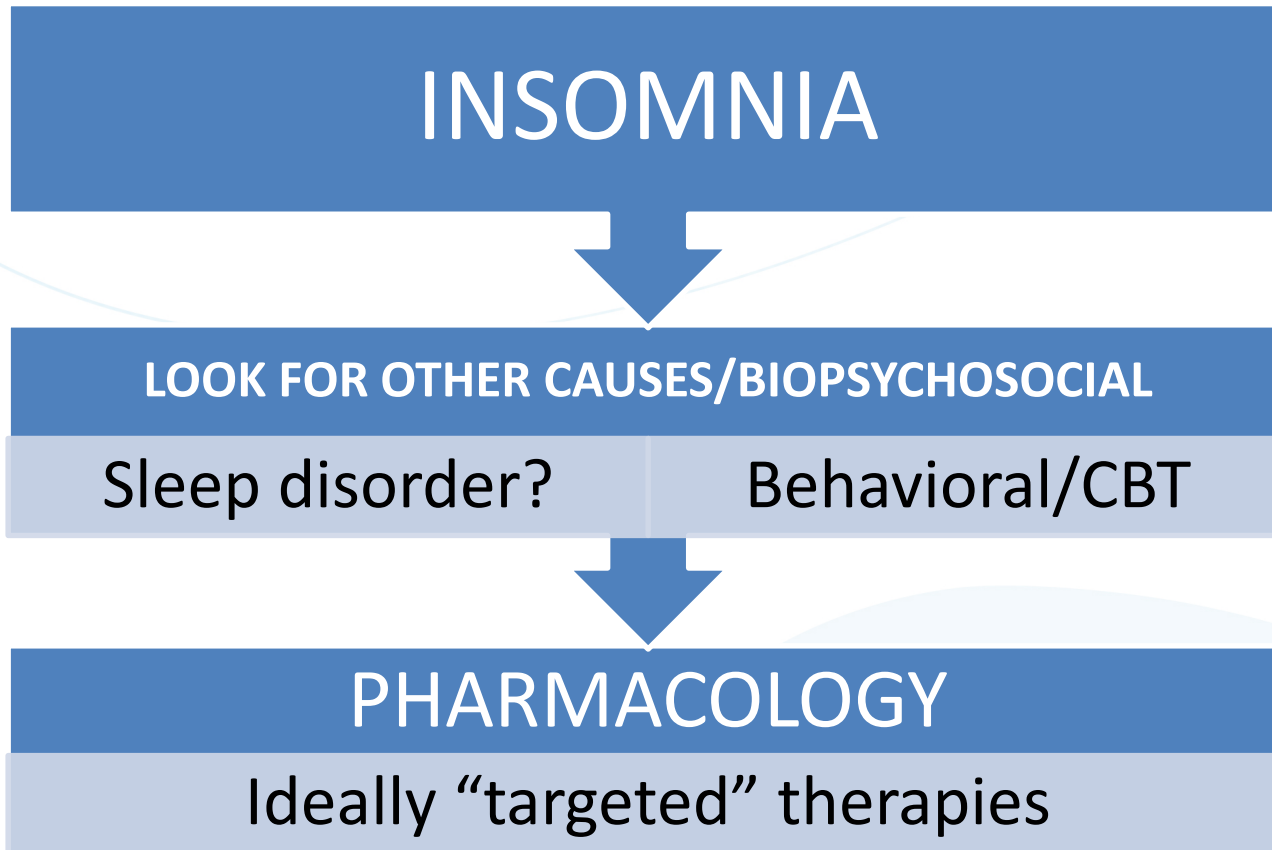 INSOMNIA
LOOK FOR OTHER CAUSES/BIOPSYCHOSOCIAL
Sleep disorder?
Behavioral/CBT
PHARMACOLOGY
Ideally “targeted” therapies